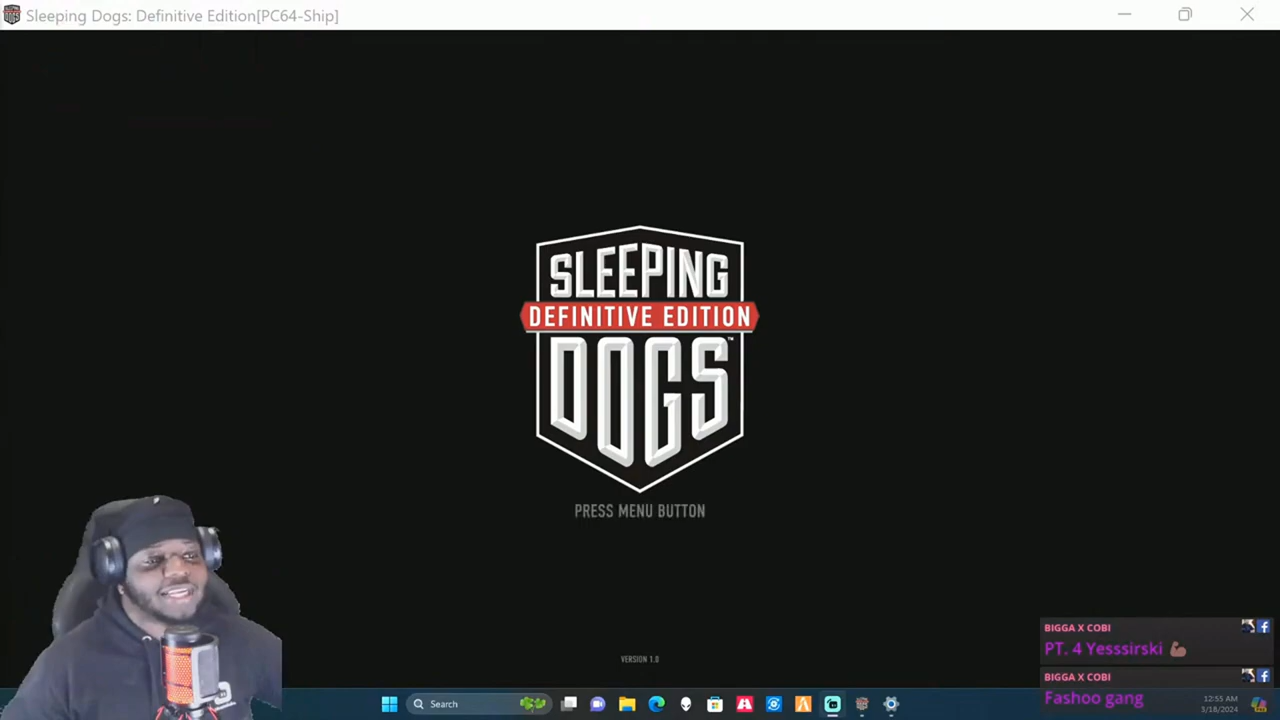 Sleeping Dogs: Definitive Edition[PC64-Ship]
SLEEPING
DEFINITIVE EDITION
DOGS™
PRESS MENU BUTTON
VERSION 1.0
BIGGA X COBI
PT. 4 Yesssirski 💪🏾
BIGGA X COBI
Fashoo gang
Search
12:55 AM
3/18/2024